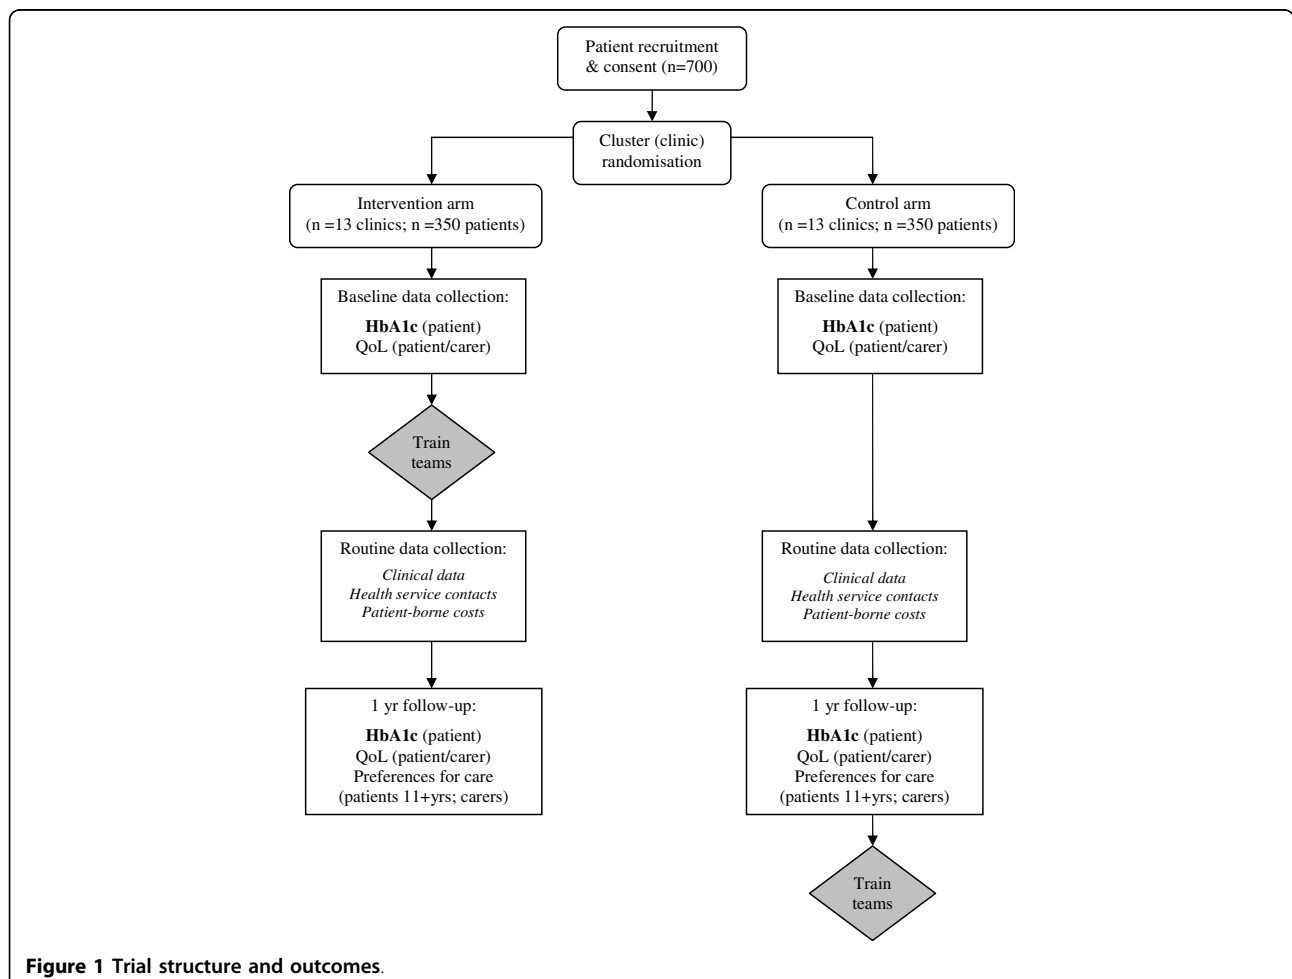 Patient recruitment
& consent (n=700)
Cluster (clinic)
randomisation
Intervention arm
(n =13 clinics; n =350 patients)
Control arm
(n =13 clinics; n =350 patients)
Baseline data collection:
HbA1c (patient)
QoL (patient/carer)
Baseline data collection:
HbA1c (patient)
QoL (patient/carer)
Train
teams
Routine data collection:
Clinical data
Health service contacts
Patient-borne costs
Routine data collection:
Clinical data
Health service contacts
Patient-borne costs
1 yr follow-up:
HbA1c (patient)
QoL (patient/carer)
Preferences for care
(patients 11+yrs; carers)
1 yr follow-up:
HbA1c (patient)
QoL (patient/carer)
Preferences for care
(patients 11+yrs; carers)
Train
teams
Figure 1 Trial structure and outcomes.